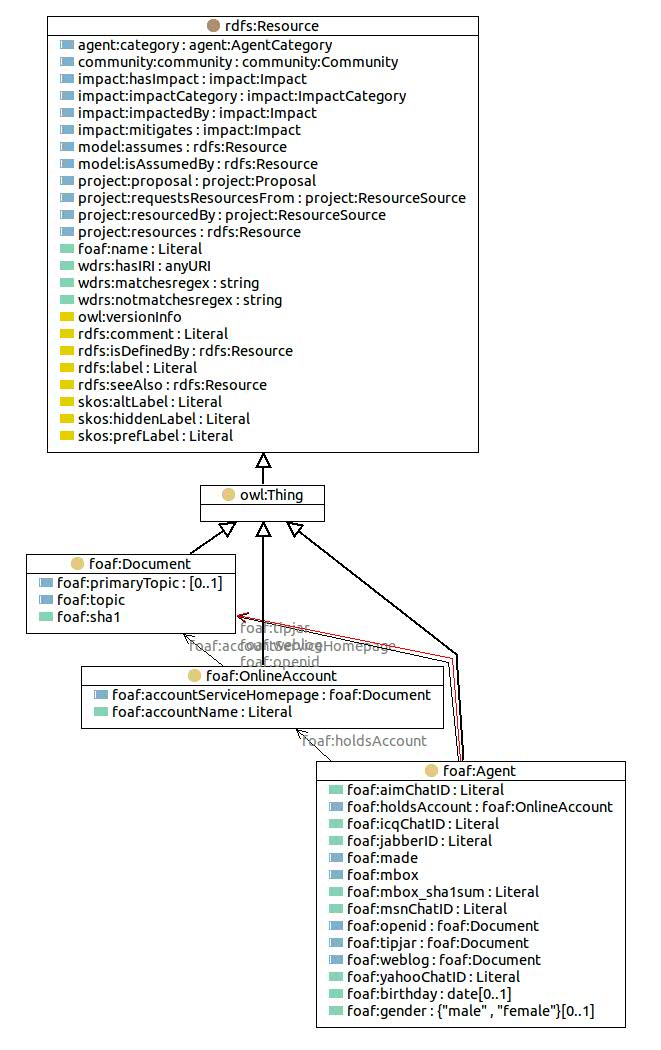 rdfs:Resource
agent:category : agent:AgentCategory
community:community : community:Community
impact:hasImpact : impact:Impact
impact:impactCategory : impact:ImpactCategory
impact:impactedBy : impact:Impact
impact:mitigates : impact:Impact
model:assumes : rdfs:Resource
model:isAssumedBy : rdfs:Resource
project:proposal : project:Proposal
project:requestsResourcesFrom : project:ResourceSource
project:resourcedBy : project:ResourceSource
project:resources : rdfs:Resource
foaf:name : Literal
wdrs:hasIRI : anyURI
wdrs:matchesregex : string
wdrs:notmatchesregex : string
owl:versionInfo
rdfs:comment : Literal
rdfs:isDefinedBy : rdfs:Resource
rdfs:label : Literal
rdfs:seeAlso : rdfs:Resource
skos:altLabel : Literal
skos:hiddenLabel : Literal
skos:prefLabel : Literal
owl:Thing
foaf:Document
foaf:primaryTopic : [0..1]
foaf:topic
foaf:sha1
foaf:tipjar
foaf:weblog
foaf:accountServiceHomepage
foaf:openid
foaf:OnlineAccount
foaf:accountServiceHomepage : foaf:Document
foaf:accountName : Literal
foaf:holdsAccount
foaf:Agent
foaf:aimChatID : Literal
foaf:holdsAccount : foaf:OnlineAccount
foaf:icqChatID : Literal
foaf:jabberID : Literal
foaf:made
foaf:mbox
foaf:mbox_sha1sum : Literal
foaf:msnChatID : Literal
foaf:openid : foaf:Document
foaf:tipjar : foaf:Document
foaf:weblog : foaf:Document
foaf:yahooChatID : Literal
foaf:birthday : date[0..1]
foaf:gender : {"male" , "female"}[0..1]